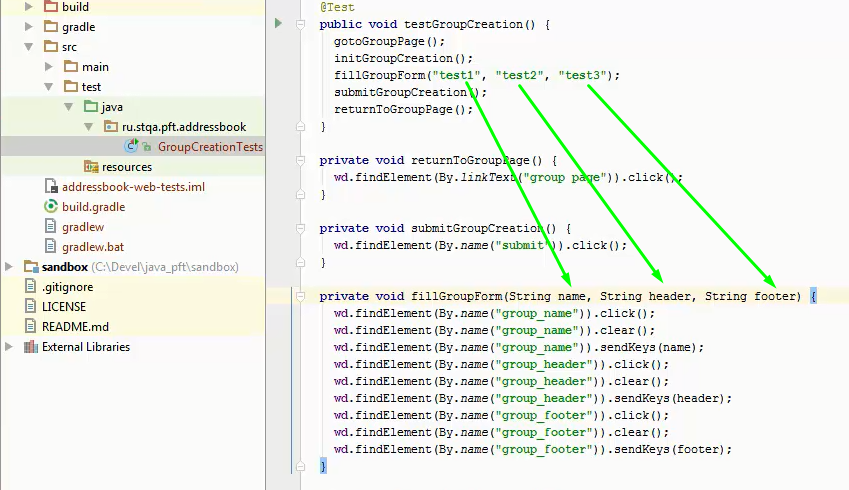 build
gradle
src
main
test
java
ru.stqa.pft.addressbook
GroupCreationTests
resources
addressbook-web-tests.iml
build.gradle
gradlew
gradlew.bat
sandbox (C:\Devel\java_pft\sandbox)
.gitignore
LICENSE
README.md
External Libraries
@Test
public void testGroupCreation() {
gotoGroupPage();
initGroupCreation();
fillGroupForm("test1", "test2", "test3");
submitGroupCreation();
returnToGroupPage();
}
private void returnToGroupPage() {
wd.findElement(By.linkText("group page")).click();
}
private void submitGroupCreation() {
wd.findElement(By.name("submit")).click();
}
private void fillGroupForm(String name, String header, String footer) {
wd.findElement(By.name("group_name")).click();
wd.findElement(By.name("group_name")).clear();
wd.findElement(By.name("group_name")).sendKeys(name);
wd.findElement(By.name("group_header")).click();
wd.findElement(By.name("group_header")).clear();
wd.findElement(By.name("group_header")).sendKeys(header);
wd.findElement(By.name("group_footer")).click();
wd.findElement(By.name("group_footer")).clear();
wd.findElement(By.name("group_footer")).sendKeys(footer);
}